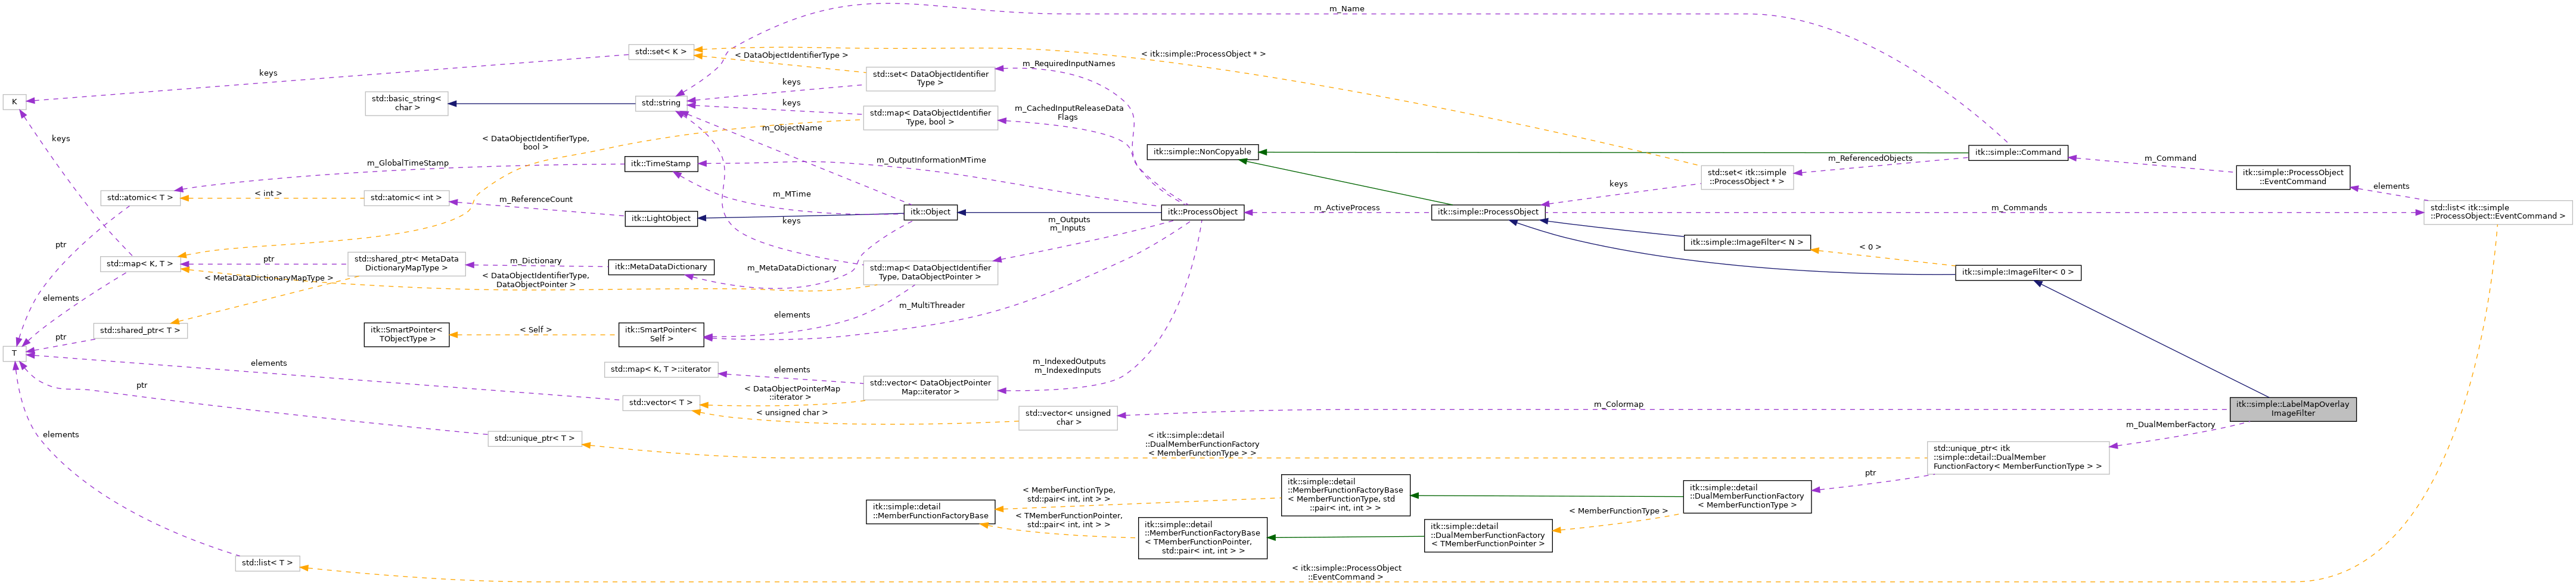 m_Name
std::set< K >
< DataObjectIdentifierType >
< itk::simple::ProcessObject * >
m_RequiredInputNames
keys
std::set< DataObjectIdentifier
Type >
keys
K
std::basic_string<
char >
std::string
keys
std::map< DataObjectIdentifier
Type, bool >
m_CachedInputReleaseData
Flags
m_ObjectName
keys
< DataObjectIdentifierType,
bool >
itk::simple::NonCopyable
itk::simple::Command
m_Command
m_GlobalTimeStamp
itk::TimeStamp
m_OutputInformationMTime
m_ReferencedObjects
std::set< itk::simple
::ProcessObject * >
itk::simple::ProcessObject
::EventCommand
elements
std::atomic< T >
< int >
std::atomic< int >
m_ReferenceCount
m_MTime
keys
itk::LightObject
itk::Object
itk::ProcessObject
m_ActiveProcess
itk::simple::ProcessObject
m_Commands
std::list< itk::simple
::ProcessObject::EventCommand >
keys
m_Outputs
m_Inputs
itk::simple::ImageFilter< N >
< 0 >
ptr
std::map< K, T >
ptr
std::shared_ptr< MetaData
DictionaryMapType >
m_Dictionary
itk::MetaDataDictionary
m_MetaDataDictionary
std::map< DataObjectIdentifier
Type, DataObjectPointer >
itk::simple::ImageFilter< 0 >
< MetaDataDictionaryMapType >
< DataObjectIdentifierType,
DataObjectPointer >
elements
m_MultiThreader
elements
std::shared_ptr< T >
ptr
itk::SmartPointer<
TObjectType >
< Self >
itk::SmartPointer<
Self >
T
elements
std::map< K, T >::iterator
elements
m_IndexedOutputs
m_IndexedInputs
ptr
< DataObjectPointerMap
::iterator >
std::vector< DataObjectPointer
Map::iterator >
std::vector< T >
< unsigned char >
std::vector< unsigned
char >
m_Colormap
itk::simple::LabelMapOverlay
ImageFilter
m_DualMemberFactory
elements
std::unique_ptr< T >
< itk::simple::detail
::DualMemberFunctionFactory
< MemberFunctionType > >
std::unique_ptr< itk
::simple::detail::DualMember
FunctionFactory< MemberFunctionType > >
ptr
itk::simple::detail
::MemberFunctionFactoryBase
< MemberFunctionType,
std::pair< int, int > >
itk::simple::detail
::MemberFunctionFactoryBase
< MemberFunctionType, std
::pair< int, int > >
itk::simple::detail
::DualMemberFunctionFactory
< MemberFunctionType >
< TMemberFunctionPointer,
std::pair< int, int > >
itk::simple::detail
::MemberFunctionFactoryBase
< TMemberFunctionPointer,
std::pair< int, int > >
itk::simple::detail
::DualMemberFunctionFactory
< TMemberFunctionPointer >
< MemberFunctionType >
std::list< T >
< itk::simple::ProcessObject
::EventCommand >